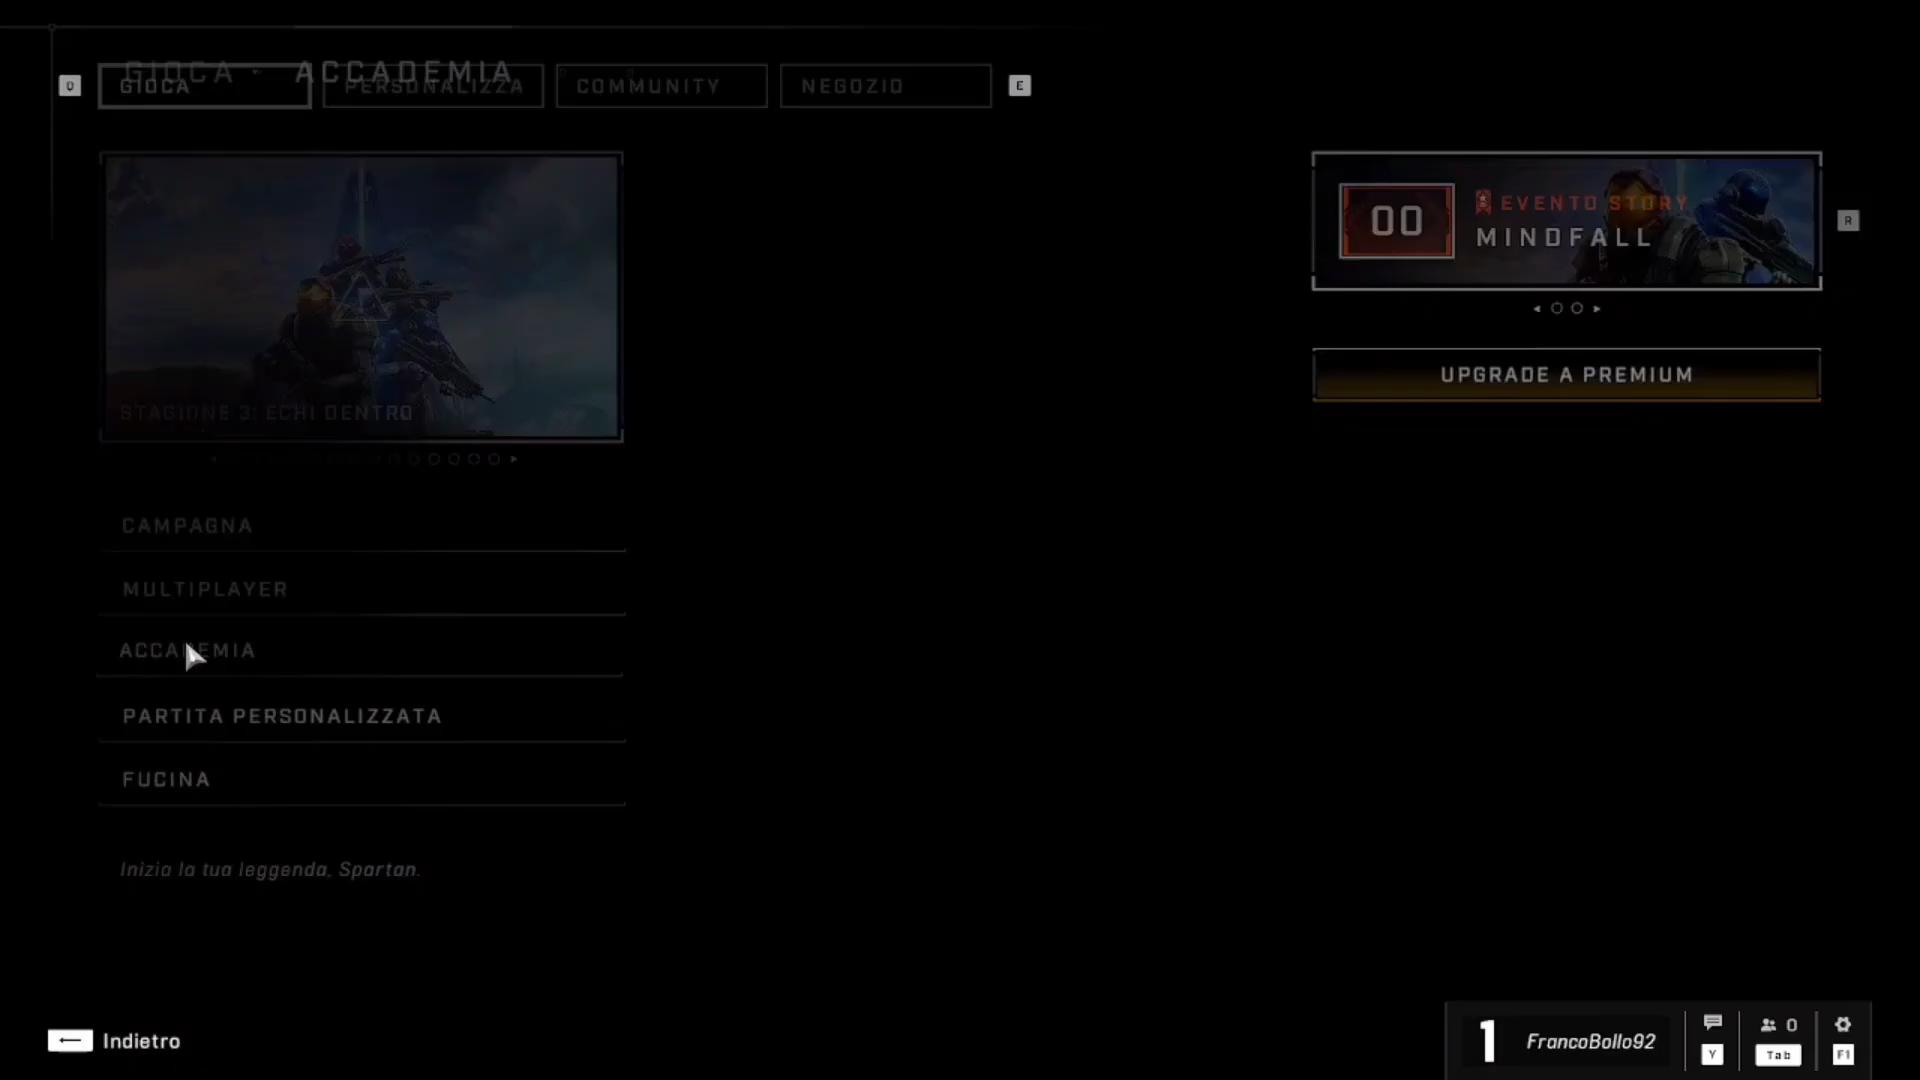 GIOCA ACCADEMIA
Q GIOCA PERSONALIZZA COMMUNITY NEGOZIO E
STAGIONE 3: ECHI DENTRO
CAMPAGNA
MULTIPLAYER
ACCADEMIA
PARTITA PERSONALIZZATA
FUCINA
Inizia la tua leggenda, Spartan.
00
EVENTO STORY
MINDFALL
R
UPGRADE A PREMIUM
Indietro
1 FrancoBollo92
0
Y Tab F1